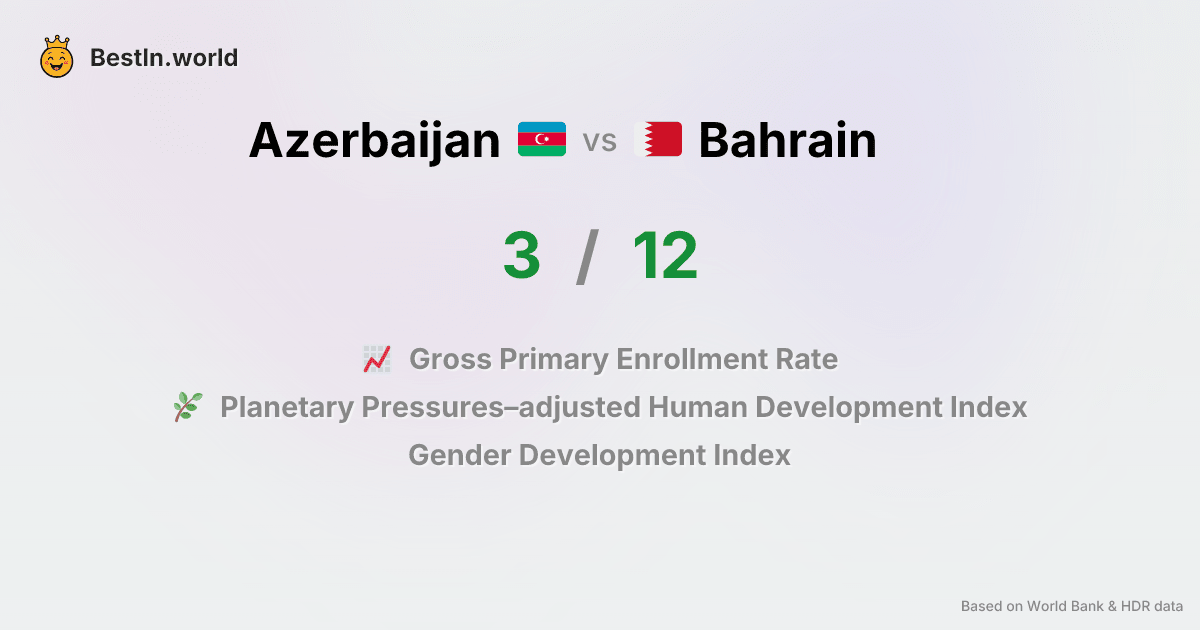 BestIn.world
Azerbaijan vs Bahrain
3 / 12
Gross Primary Enrollment Rate
Planetary Pressures–adjusted Human Development Index
Gender Development Index
Based on World Bank & HDR data